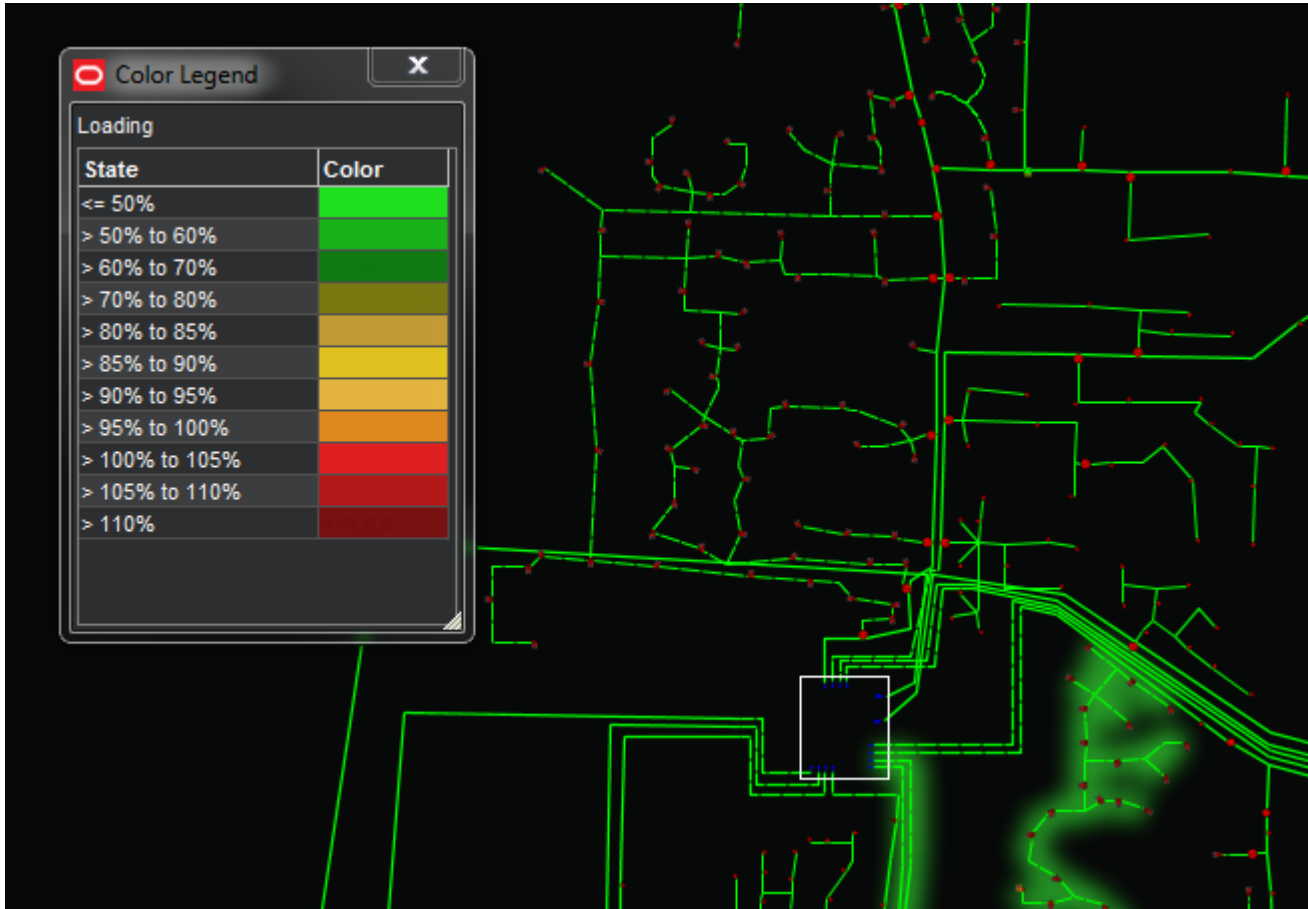 Color Legend
Loading
State Color
<= 50%
> 50% to 60%
> 60% to 70%
> 70% to 80%
> 80% to 85%
> 85% to 90%
> 90% to 95%
> 95% to 100%
> 100% to 105%
> 105% to 110%
> 110%